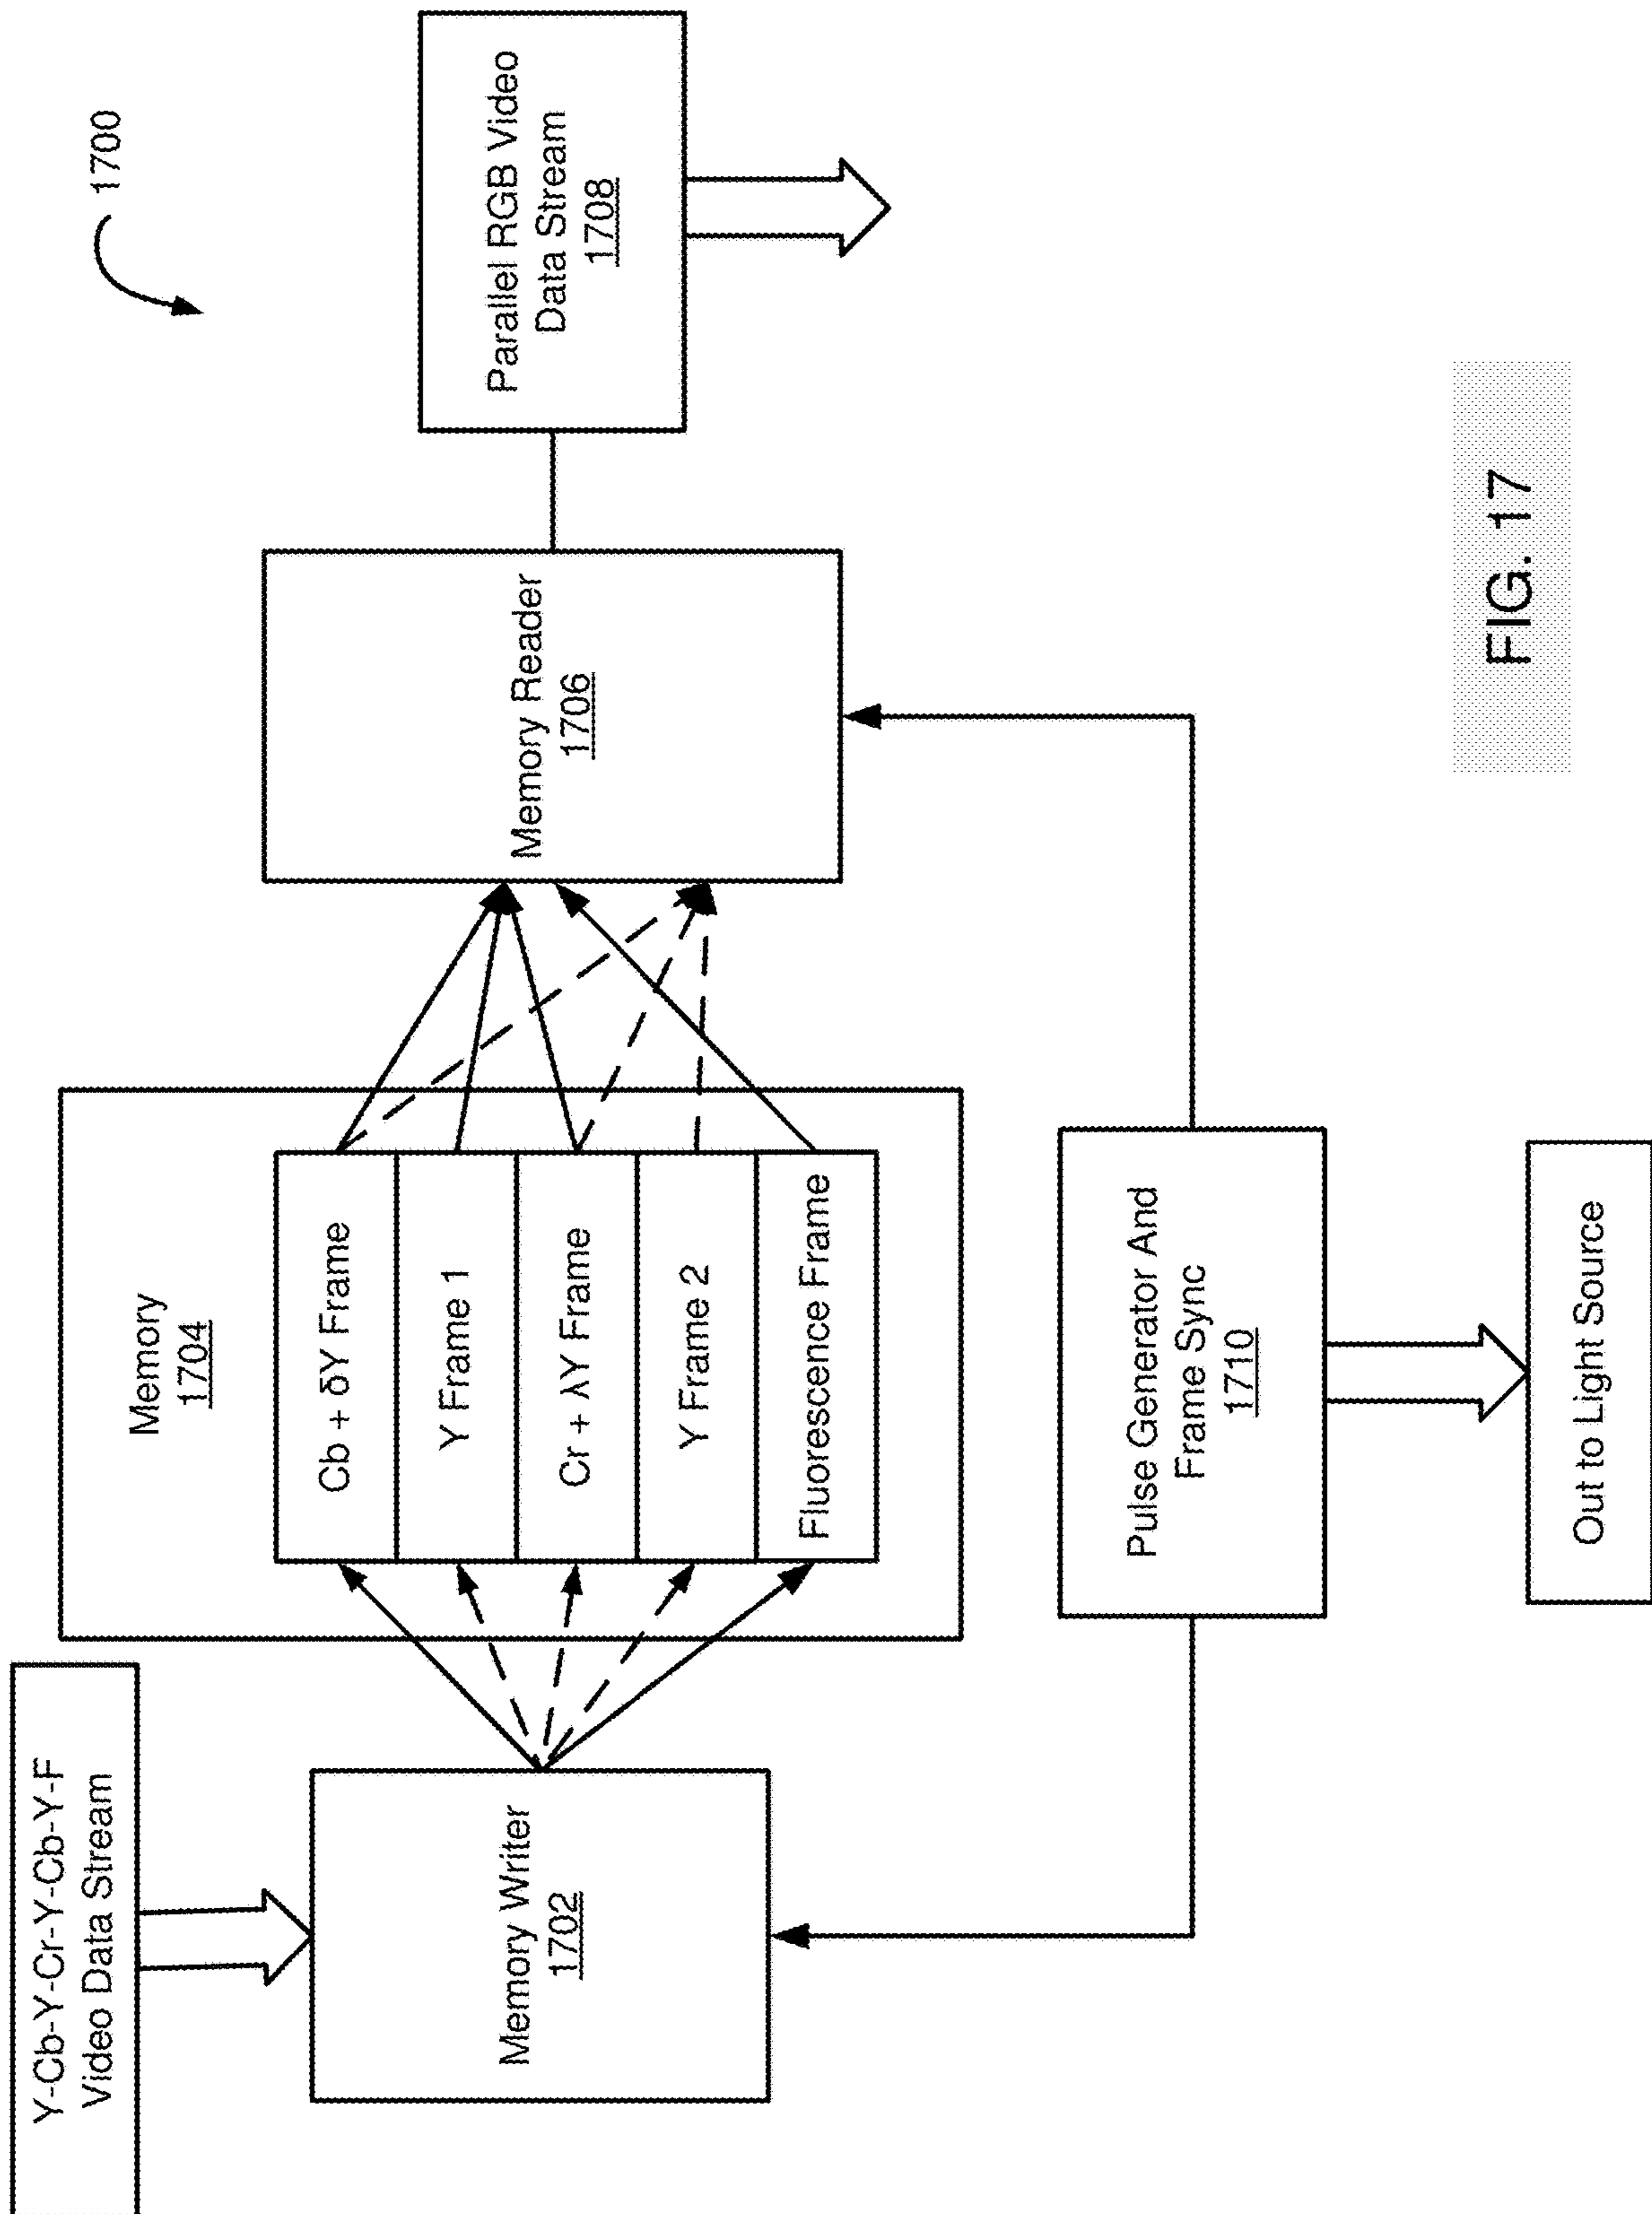 1700
Y-Cb-Y-Cr-Y-Cb-Y-F
Video Data Stream
Memory Writer
1702
Memory
1704
Cb + δY Frame
Y Frame 1
Cr + λY Frame
Y Frame 2
Fluorescence Frame
Memory Reader
1706
Parallel RGB Video
Data Stream
1708
Pulse Generator And
Frame Sync
1710
Out to Light Source
FIG. 17